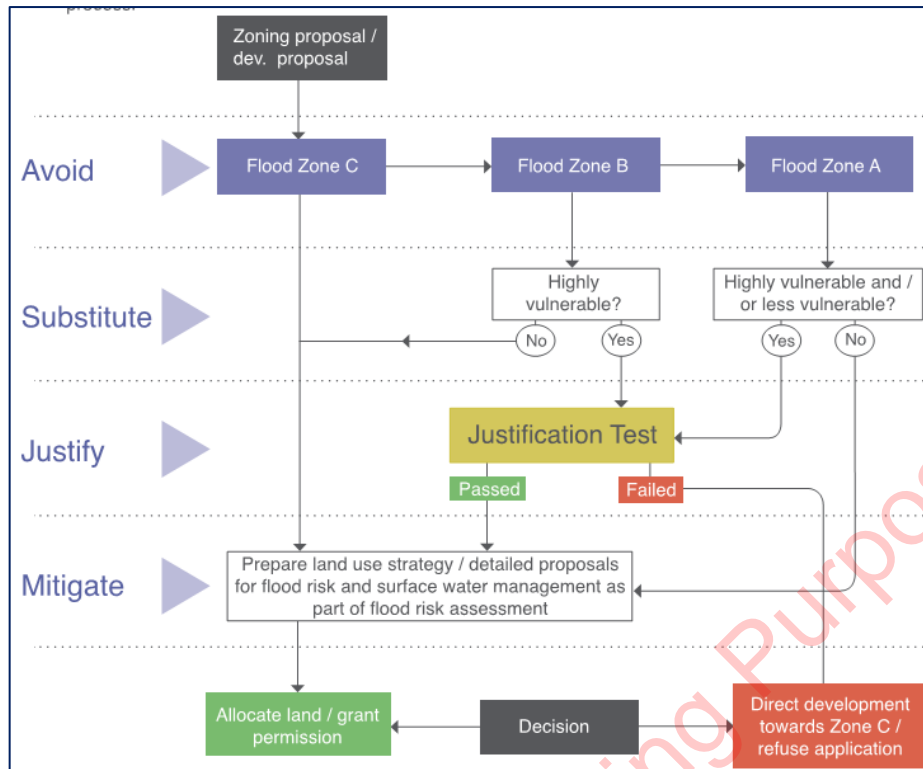 process.
Zoning proposal /
dev. proposal
Avoid
Flood Zone C
Flood Zone B
Flood Zone A
Substitute
Highly
vulnerable?
Highly vulnerable and /
or less vulnerable?
No
Yes
Yes
No
Justify
Justification Test
Passed
Failed
Mitigate
Prepare land use strategy / detailed proposals
for flood risk and surface water management as
part of flood risk assessment
Allocate land / grant
permission
Decision
Direct development
towards Zone C /
refuse application